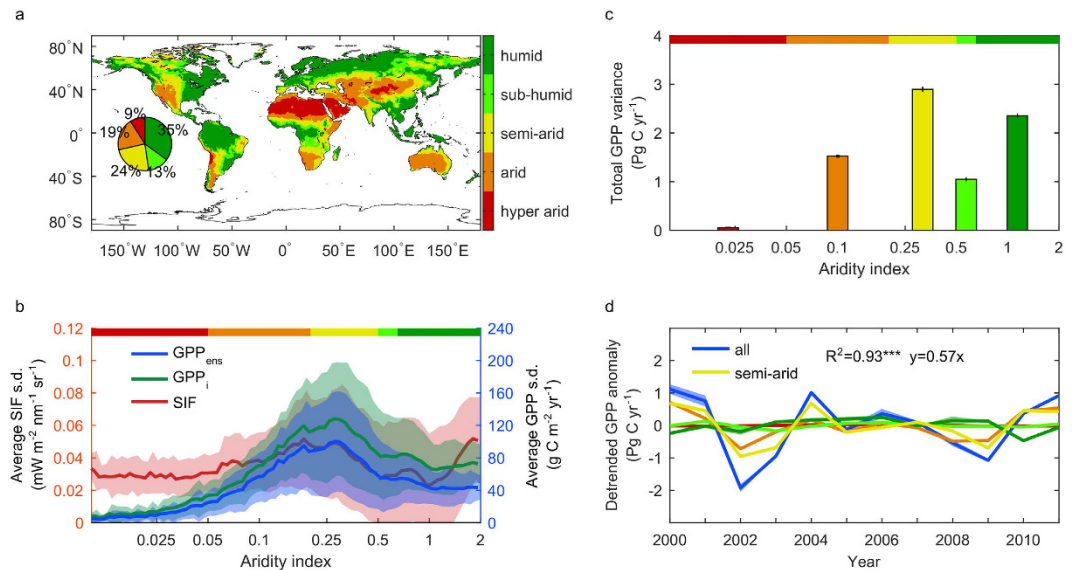 a
80°N
40°N
0°
40°S
80°S
150°W
100°W
50°W
0°
50°E
100°E
150°E
9%
35%
19%
24%
13%
humid
sub-humid
semi-arid
arid
hyper arid
b
Average SIF s.d.
(mW m⁻² nm⁻¹ sr⁻¹)
0.12
0.1
0.08
0.06
0.04
0.02
0
GPPens
GPPi
SIF
240
200
160
120
80
40
0
Average GPP s.d.
(g C m⁻² yr⁻¹)
0.025
0.05
0.1
0.25
0.5
1
2
Aridity index
c
Totoal GPP variance
(Pg C yr⁻¹)
4
3
2
1
0
0.025
0.05
0.1
0.25
0.5
1
2
Aridity index
d
Detrended GPP anomaly
(Pg C yr⁻¹)
2
1
0
-1
-2
all
semi-arid
R²=0.93*** y=0.57x
2000
2002
2004
2006
2008
2010
Year